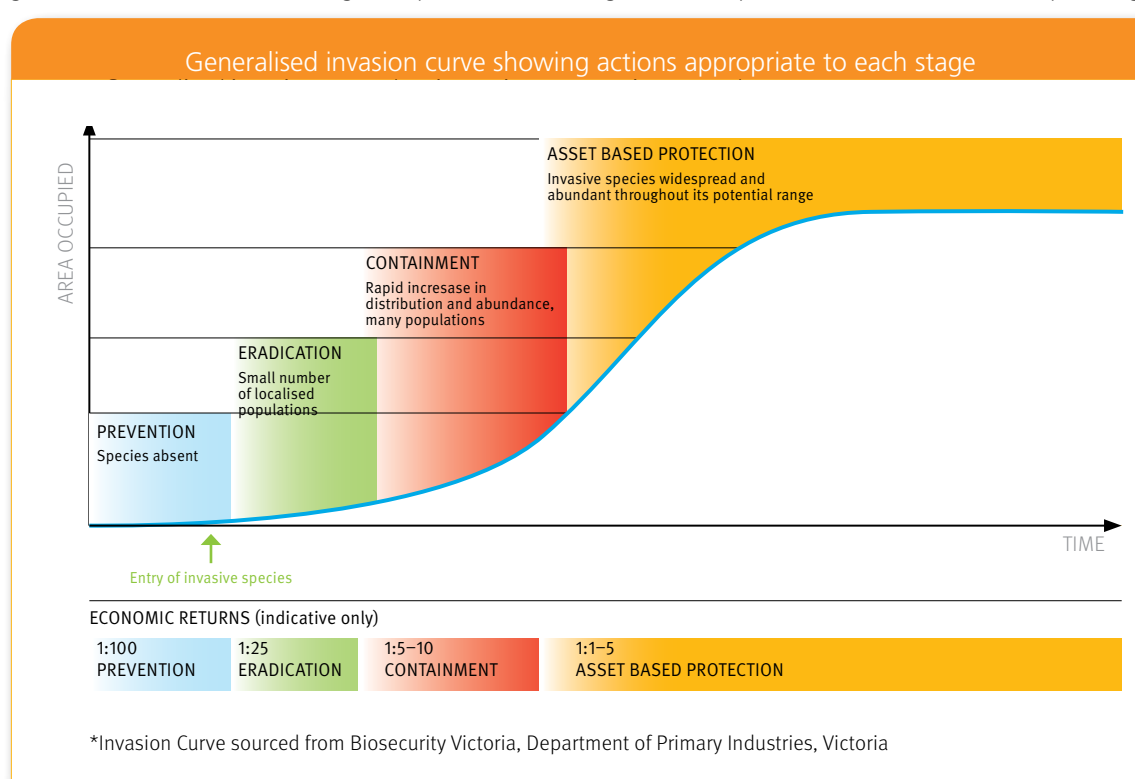 Generalised invasion curve showing actions appropriate to each stage
AREA OCCUPIED
ASSET BASED PROTECTION
Invasive species widespread and
abundant throughout its potential range
CONTAINMENT
Rapid incresase in
distribution and abundance,
many populations
ERADICATION
Small number
of localised
populations
PREVENTION
Species absent
TIME
Entry of invasive species
ECONOMIC RETURNS (indicative only)
1:100
PREVENTION
1:25
ERADICATION
1:5–10
CONTAINMENT
1:1–5
ASSET BASED PROTECTION
*Invasion Curve sourced from Biosecurity Victoria, Department of Primary Industries, Victoria